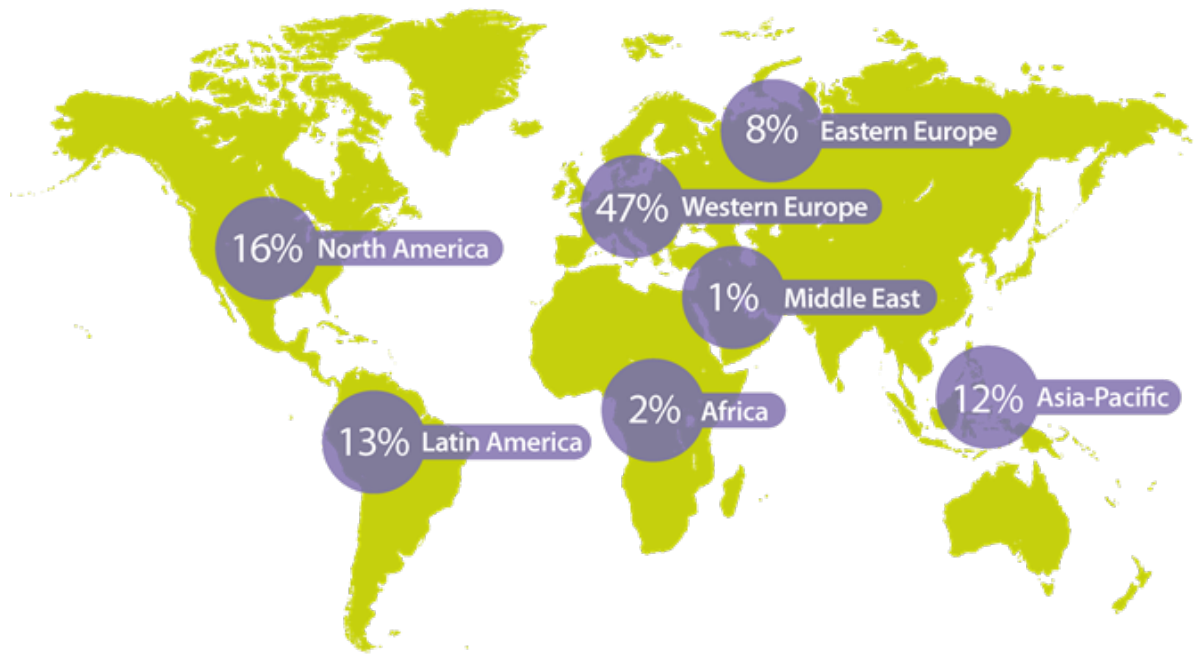 8% Eastern Europe
47% Western Europe
16% North America
1% Middle East
12% Asia-Pacific
2% Africa
13% Latin America